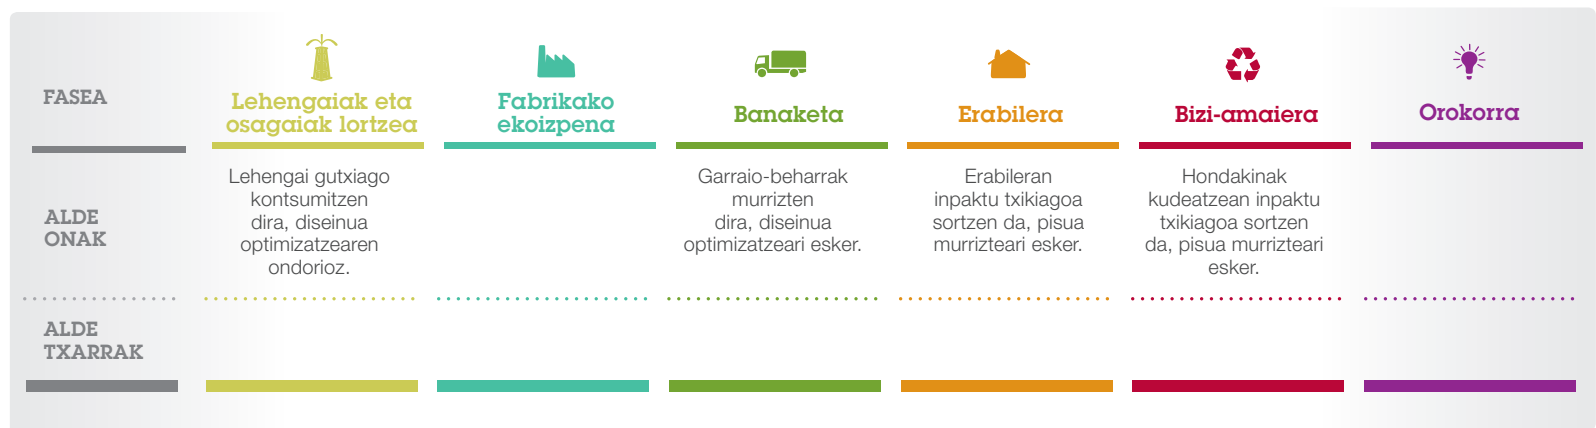 FASEA
Lehengaiak eta
osagaiak lortzea
Fabrikako
ekoizpena
Banaketa
Erabilera
Bizi-amaiera
Orokorra
ALDE
ONAK
Lehengai gutxiago
kontsumitzen
dira, diseinua
optimizatzearen
ondorioz.
Garraio-beharrak
murrizten
dira, diseinua
optimizatzeari esker.
Erabileran
inpaktu txikiagoa
sortzen da, pisua
murrizteari esker.
Hondakinak
kudeatzean inpaktu
txikiagoa sortzen
da, pisua murrizteari
esker.
ALDE
TXARRAK